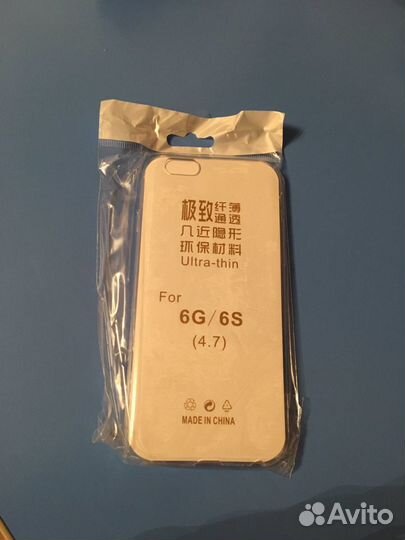 极致纤薄
通透
几近隐形
环保材料
Ultra-thin
For
6G/6S
(4.7)
MADE IN CHINA
Avito